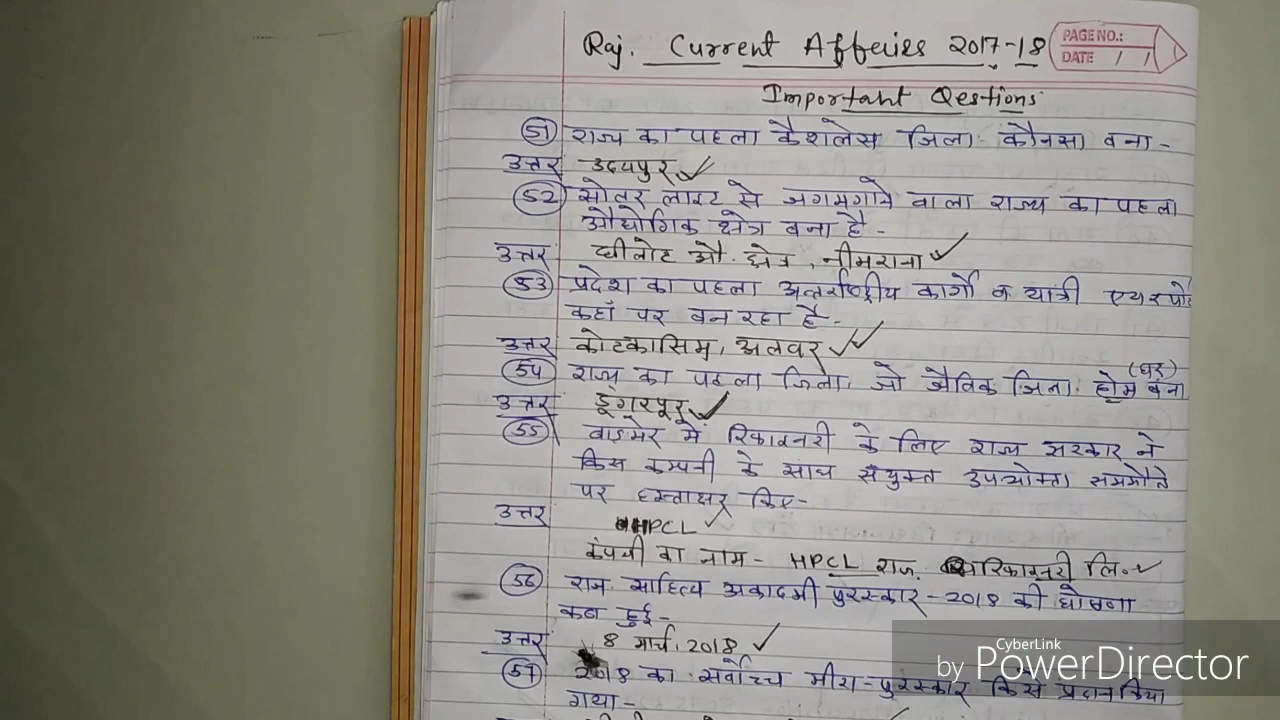 Raj. Current Afferies 2017-18
PAGE NO.:
DATE / /
Important Qestions
51 राज्य का पहला कैशलेस जिला कौनसा बना -
उत्तर उदयपुर ✓
52 सोलर लाइट से जगमगाने वाला राज्य का पहला
औद्योगिक क्षेत्र बना है -
उत्तर घीलोट औ. क्षेत्र, नीमराना ✓
53 प्रदेश का पहला अन्तर्राष्ट्रीय कार्गो व यात्री एयरपो
कहाँ पर बन रहा है -
उत्तर कोटकासिम, अलवर ✓✓
(घर)
54 राज्य का पहला जिला जो जैविक जिला होम बना
उत्तर डूंगरपुर ✓
55 बाड़मेर में रिफाइनरी के लिए राज्य सरकार ने
किस कम्पनी के साथ संयुक्त समझौते
पर हस्ताक्षर किए -
उत्तर HPCL ✓
कंपनी का नाम - HPCL राज. रिफाइनरी लि. ✓
56 राज. साहित्य अकादमी पुरस्कार - 2018 की घोषणा
कब हुई -
उत्तर 8 मार्च, 2018 ✓
57 2018 का सर्वोच्च मीरा - पुरस्कार किसे प्रदान किया
गया -
CyberLink
by PowerDirector